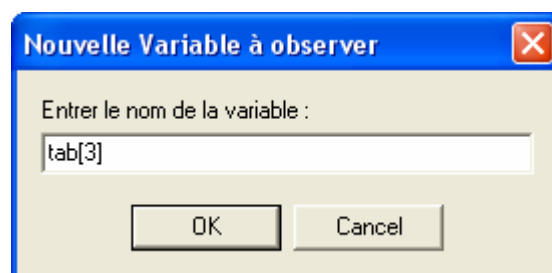 Nouvelle Variable à observer
Entrer le nom de la variable :
tab[3]
OK Cancel